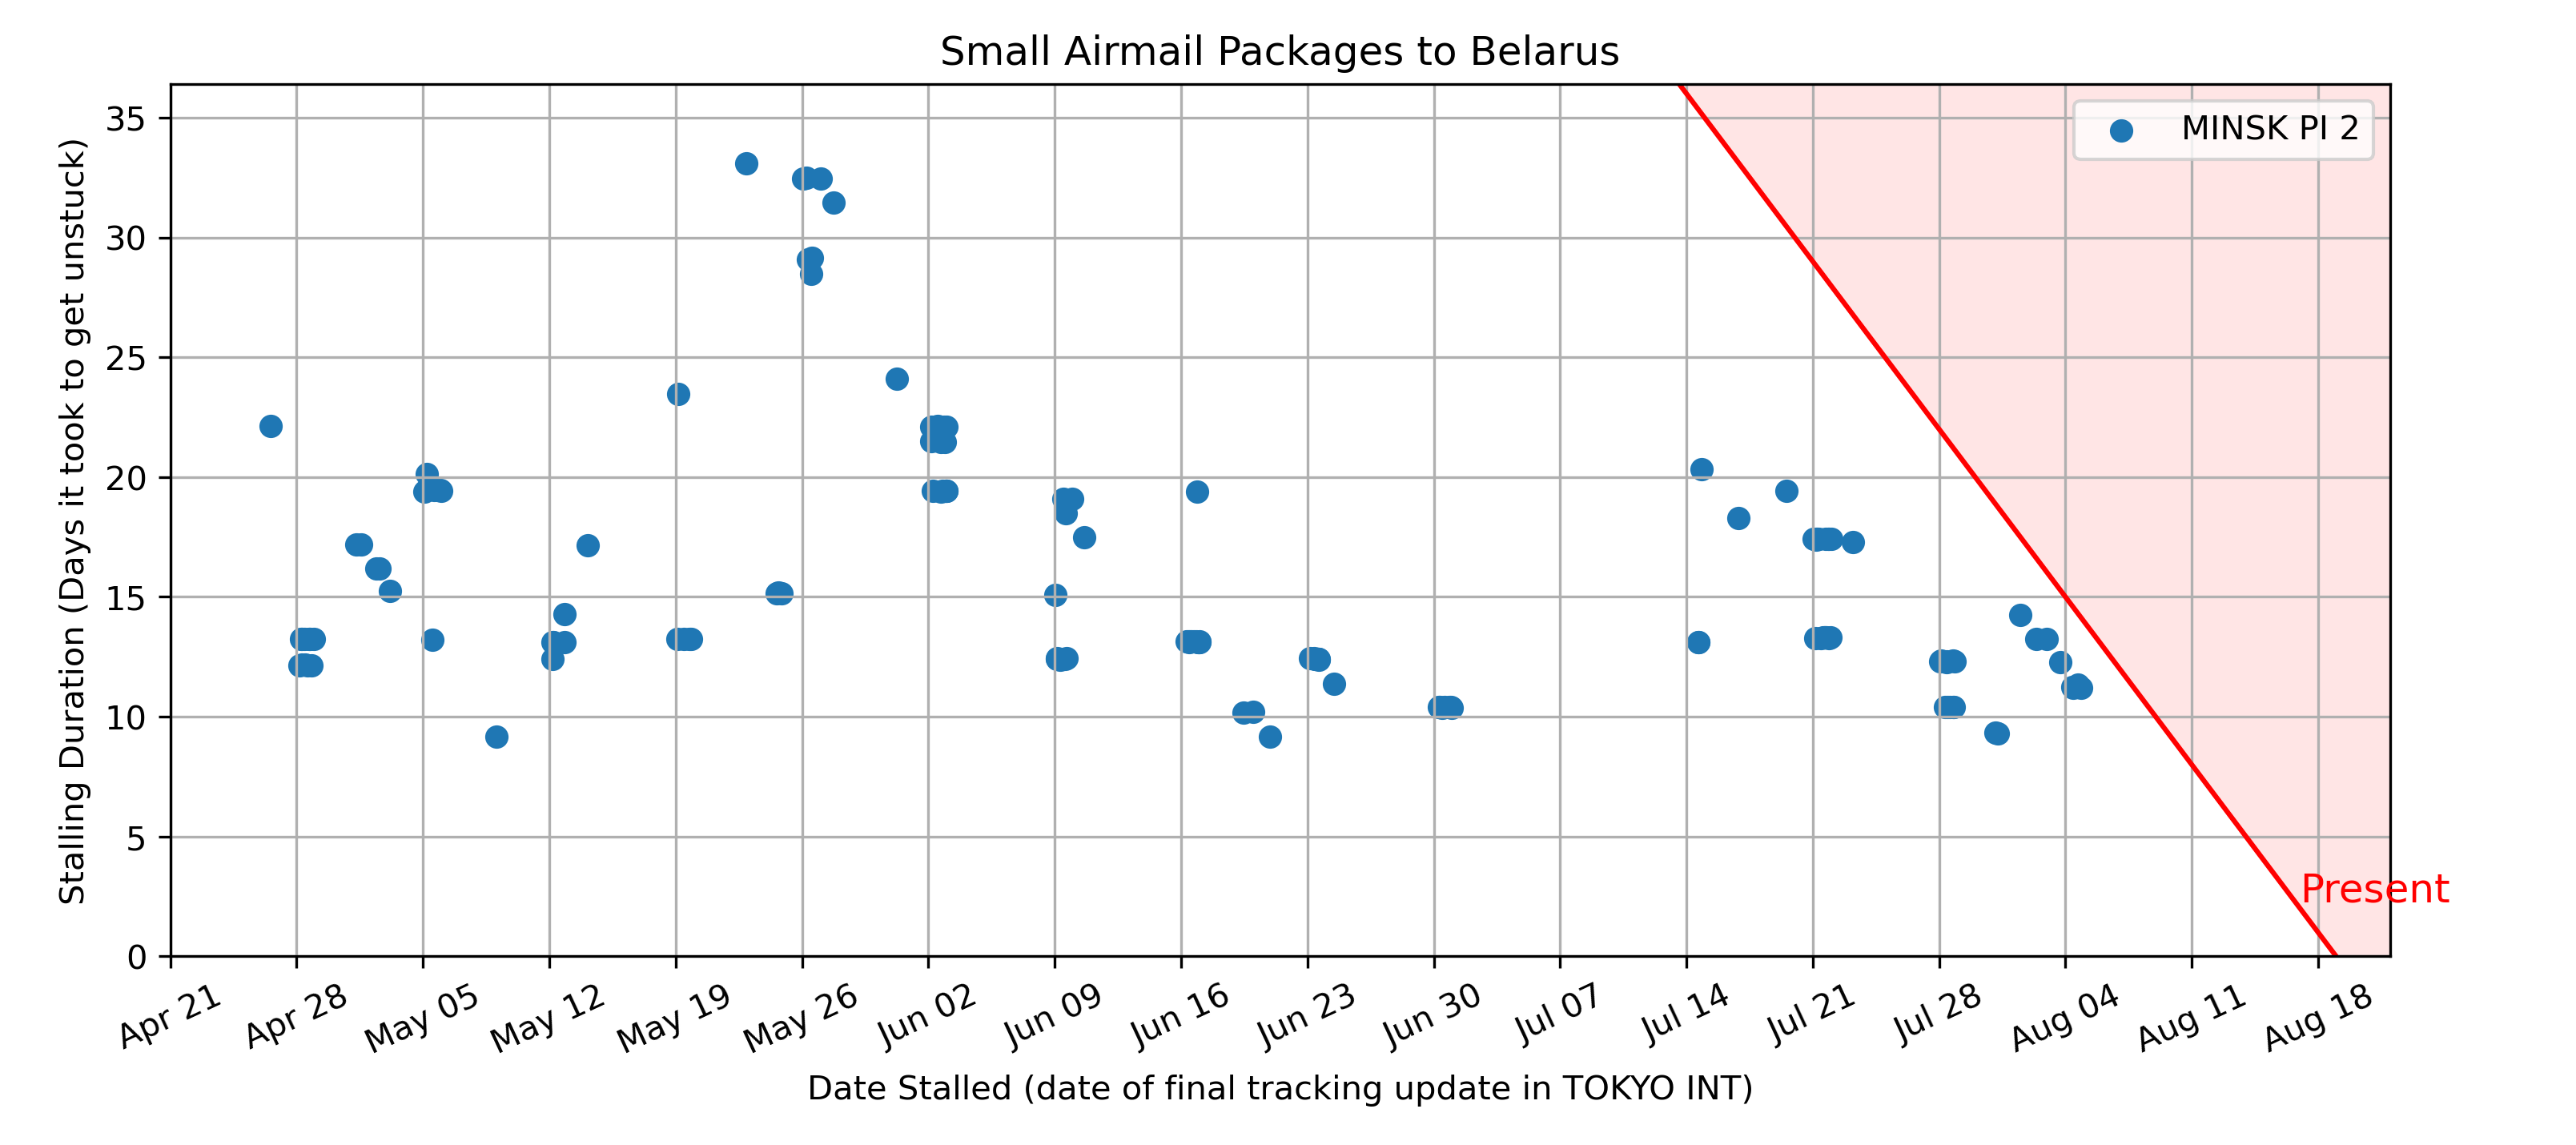 Small Airmail Packages to Belarus
MINSK PI 2
Stalling Duration (Days it took to get unstuck)
35
30
25
20
15
10
5
0
Present
Apr 21
Apr 28
May 05
May 12
May 19
May 26
Jun 02
Jun 09
Jun 16
Jun 23
Jun 30
Jul 07
Jul 14
Jul 21
Jul 28
Aug 04
Aug 11
Aug 18
Date Stalled (date of final tracking update in TOKYO INT)